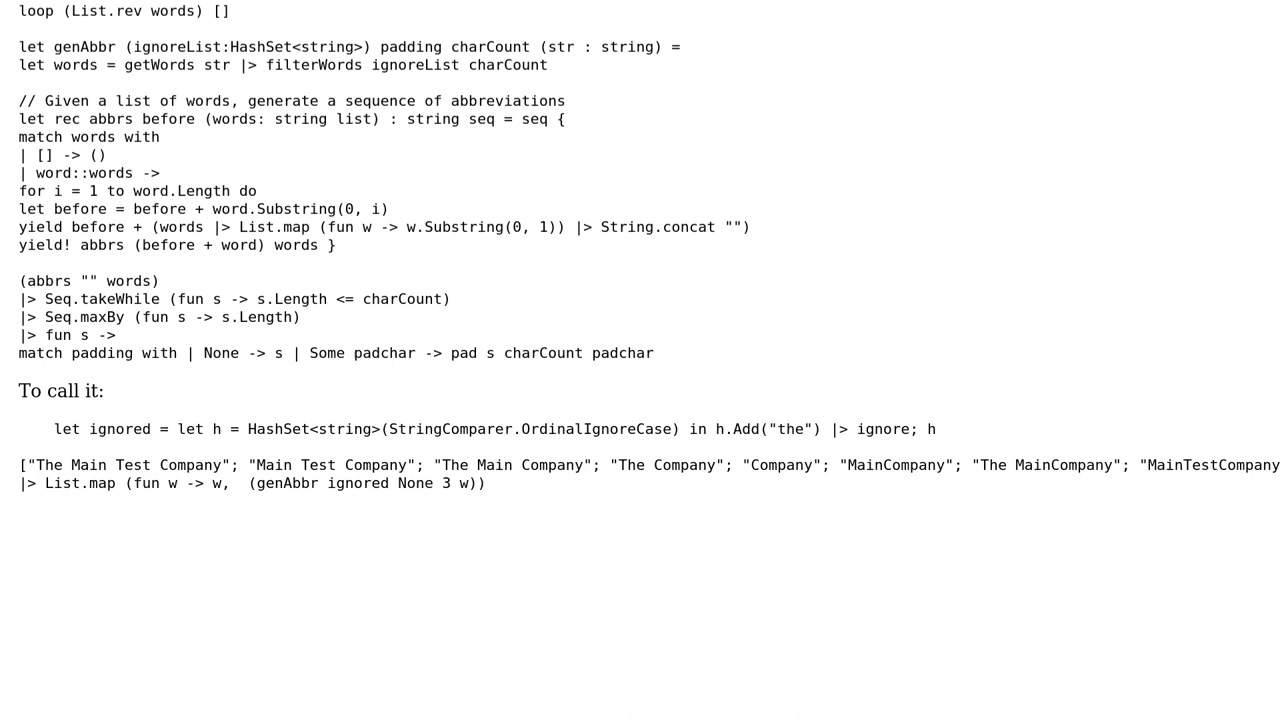 loop (List.rev words) []
let genAbbr (ignoreList:HashSet<string>) padding charCount (str : string) =
let words = getWords str |> filterWords ignoreList charCount
// Given a list of words, generate a sequence of abbreviations
let rec abbrs before (words: string list) : string seq = seq {
match words with
| [] -> ()
| word::words ->
for i = 1 to word.Length do
let before = before + word.Substring(0, i)
yield before + (words |> List.map (fun w -> w.Substring(0, 1)) |> String.concat "")
yield! abbrs (before + word) words }
(abbrs "" words)
|> Seq.takeWhile (fun s -> s.Length <= charCount)
|> Seq.maxBy (fun s -> s.Length)
|> fun s ->
match padding with | None -> s | Some padchar -> pad s charCount padchar
To call it:
let ignored = let h = HashSet<string>(StringComparer.OrdinalIgnoreCase) in h.Add("the") |> ignore; h
["The Main Test Company"; "Main Test Company"; "The Main Company"; "The Company"; "Company"; "MainCompany"; "The MainCompany"; "MainTestCompany
|> List.map (fun w -> w,  (genAbbr ignored None 3 w))